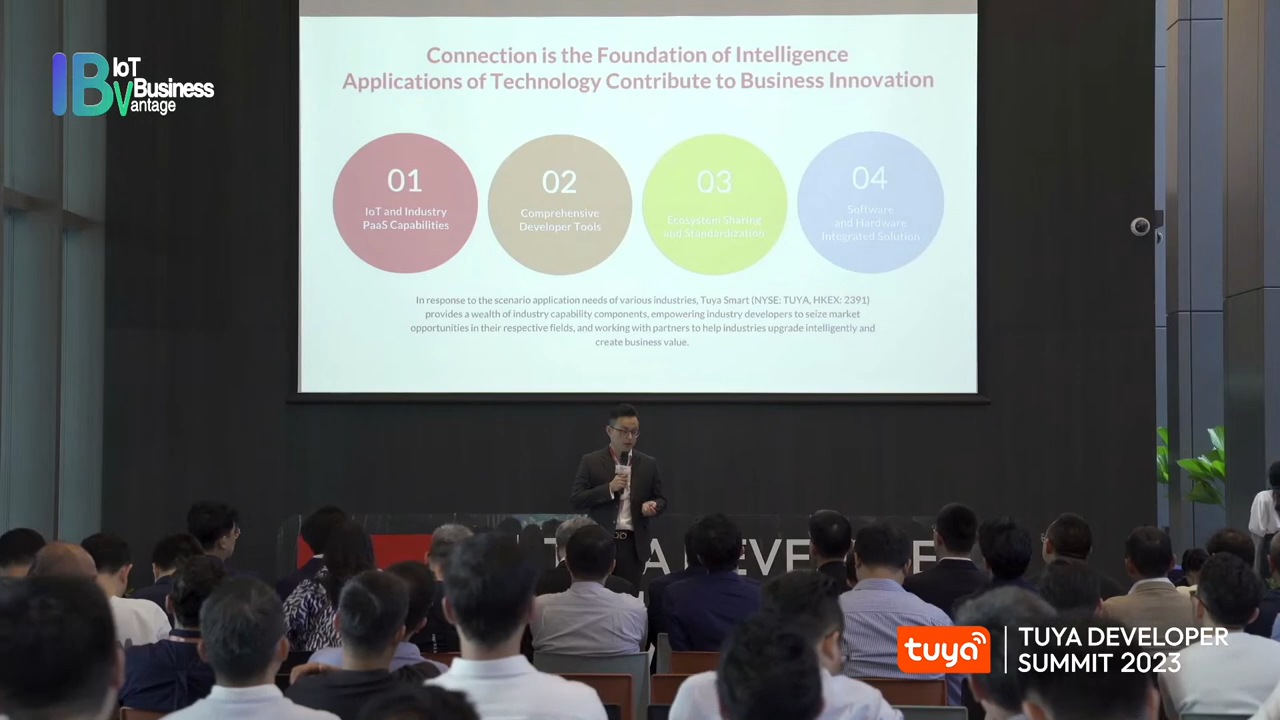 IoT
IB Business
Vantage
Connection is the Foundation of Intelligence
Applications of Technology Contribute to Business Innovation
01
IoT and Industry
PaaS Capabilities
02
Comprehensive
Developer Tools
03
Ecosystem Sharing
and Standardization
04
Software
and Hardware
Integrated Solution
In response to the scenario application needs of various industries, Tuya Smart (NYSE: TUYA, HKEX: 2391)
provides a wealth of industry capability components, empowering industry developers to seize market
opportunities in their respective fields, and working with partners to help industries upgrade intelligently and
create business value.
tuya
TUYA DEVELOPER
SUMMIT 2023